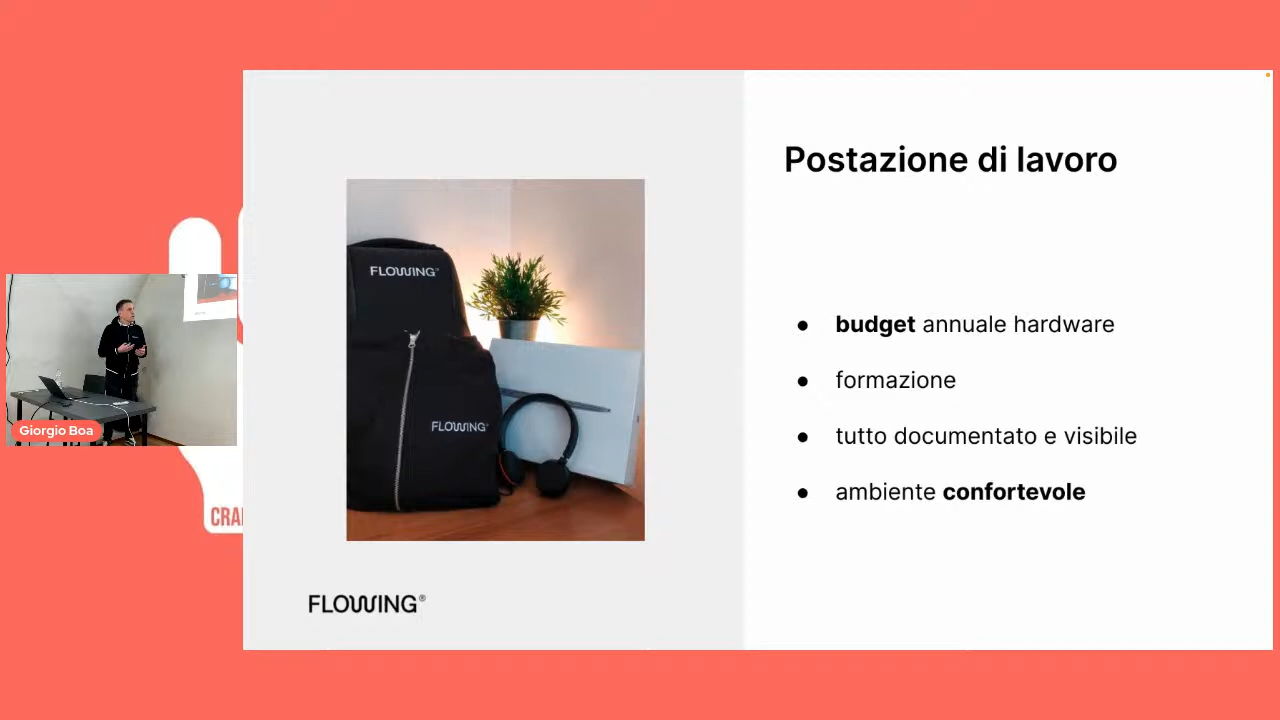 Postazione di lavoro
FLOWING
FLOWING
● budget annuale hardware
● formazione
● tutto documentato e visibile
● ambiente confortevole
Giorgio Boa
CRA
FLOWING®